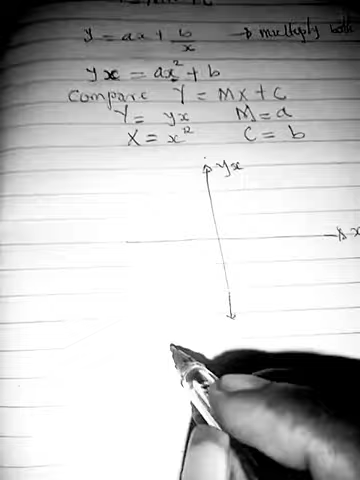 y = ax + b/x → multiply both
yx = ax² + b
Compare Y = MX + C
Y = yx M = a
X = x² C = b
yx
x